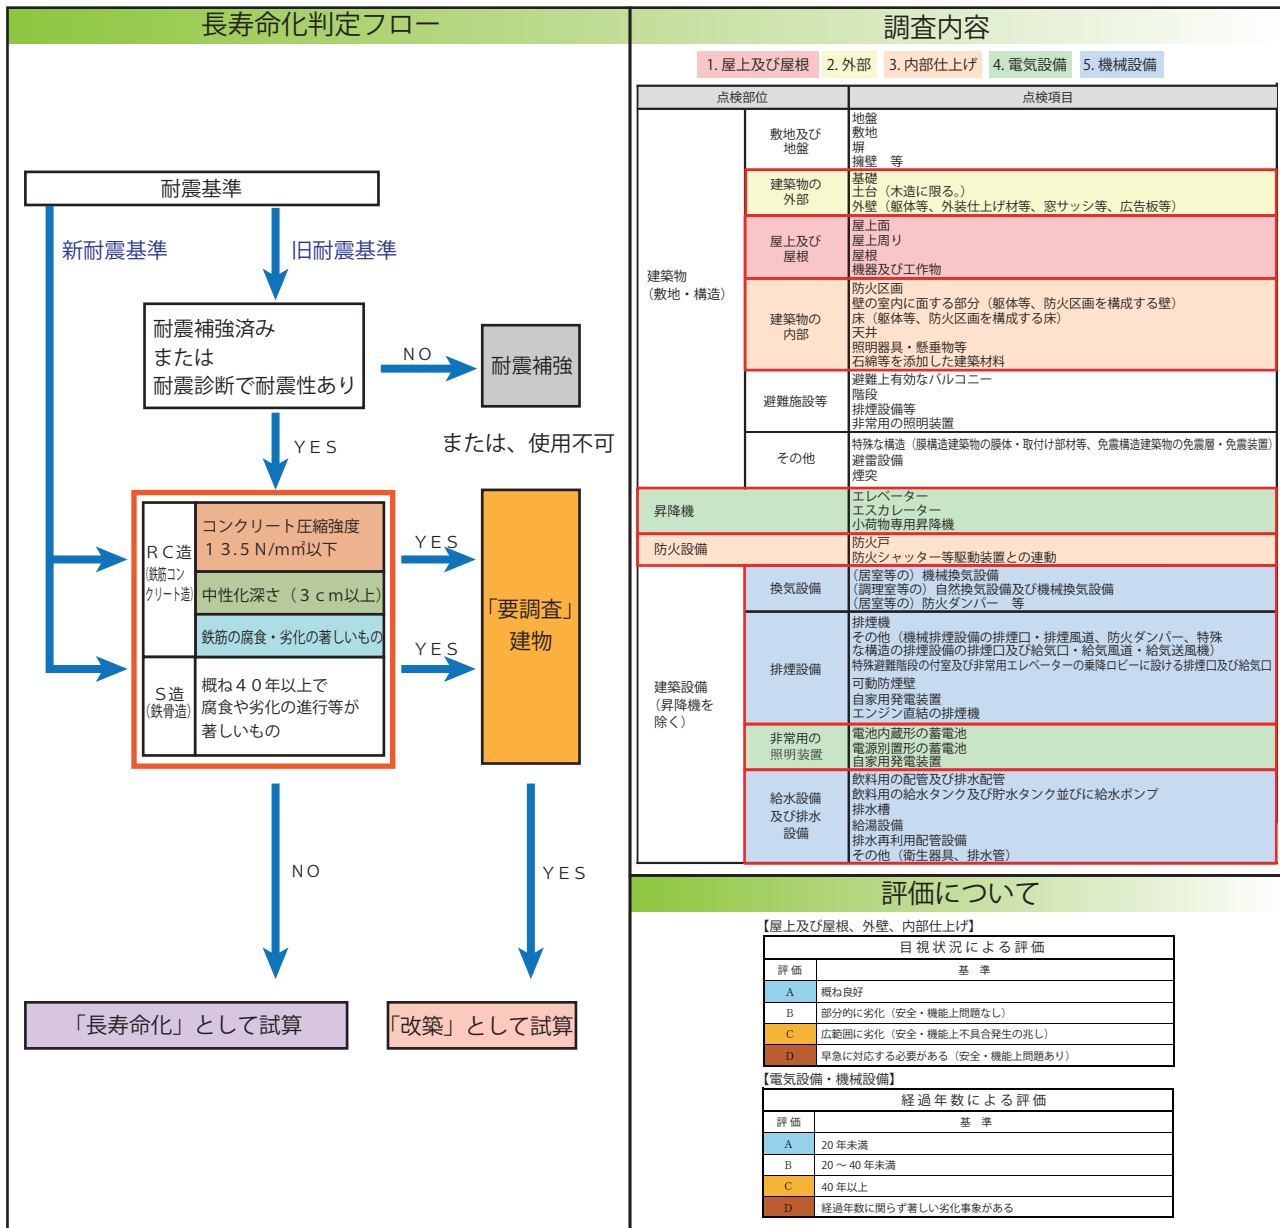 長寿命化判定フロー
耐震基準
新耐震基準
旧耐震基準
耐震補強済み
または
耐震診断で耐震性あり
NO
耐震補強
または、使用不可
YES
RC造
(鉄筋コン
クリート造)
コンクリート圧縮強度
13.5N/mm²以下
中性化深さ（3cm以上）
鉄筋の腐食・劣化の著しいもの
S造
(鉄骨造)
概ね40年以上で
腐食や劣化の進行等が
著しいもの
YES
YES
「要調査」
建物
NO
YES
「長寿命化」として試算
「改築」として試算
調査内容
1. 屋上及び屋根
2. 外部
3. 内部仕上げ
4. 電気設備
5. 機械設備
点検部位
点検項目
建築物
（敷地・構造）
敷地及び
地盤
地盤
敷地
塀
擁壁　等
建築物の
外部
基礎
土台（木造に限る。）
外壁（躯体等、外装仕上げ材等、窓サッシ等、広告板等）
屋上及び
屋根
屋上面
屋上周り
屋根
機器及び工作物
建築物の
内部
防火区画
壁の室内に面する部分（躯体等、防火区画を構成する壁）
床（躯体等、防火区画を構成する床）
天井
照明器具・懸垂物等
石綿等を添加した建築材料
避難施設等
避難上有効なバルコニー
階段
排煙設備等
非常用の照明装置
その他
特殊な構造（膜構造建築物の膜体・取付け部材等、免震構造建築物の免震層・免震装置）
避雷設備
煙突
昇降機
エレベーター
エスカレーター
小荷物専用昇降機
防火設備
防火戸
防火シャッター等駆動装置との連動
建築設備
（昇降機を
除く）
換気設備
（居室等の）機械換気設備
（調理室等の）自然換気設備及び機械換気設備
（居室等の）防火ダンパー　等
排煙設備
排煙機
その他（機械排煙設備の排煙口・排煙風道、防火ダンパー、特殊
な構造の排煙設備の排煙口及び給気口・給気風道・給気送風機）
特殊避難階段の付室及び非常用エレベーターの乗降ロビーに設ける排煙口及び給気口
可動防煙壁
自家用発電装置
エンジン直結の排煙機
非常用の
照明装置
電池内蔵形の蓄電池
電源別置形の蓄電池
自家用発電装置
給水設備
及び排水
設備
飲料用の配管及び排水配管
飲料用の給水タンク及び貯水タンク並びに給水ポンプ
排水槽
給湯設備
排水再利用配管設備
その他（衛生器具、排水管）
評価について
【屋上及び屋根、外壁、内部仕上げ】
目視状況による評価
評価　基 準
A　概ね良好
B　部分的に劣化（安全・機能上問題なし）
C　広範囲に劣化（安全・機能上不具合発生の兆し）
D　早急に対応する必要がある（安全・機能上問題あり）
【電気設備・機械設備】
経過年数による評価
評価　基 準
A　20年未満
B　20～40年未満
C　40年以上
D　経過年数に関らず著しい劣化事象がある